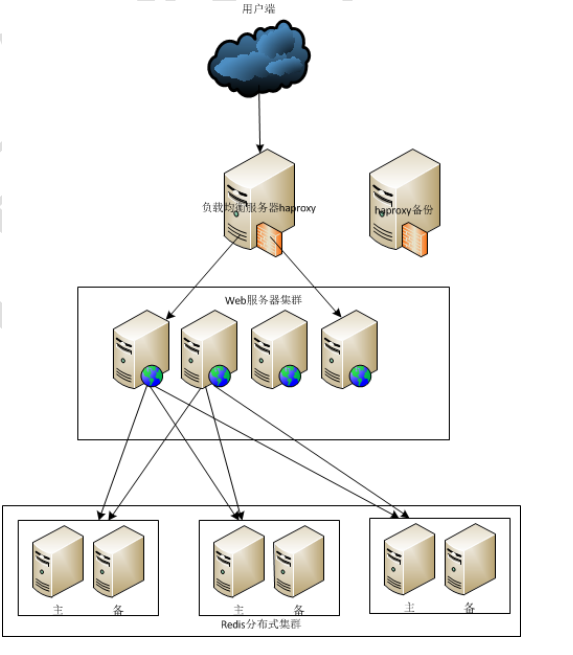 用户端
负载均衡服务器haproxy
haproxy备份
Web服务器集群
主 备
主 备
主 备
Redis分布式集群